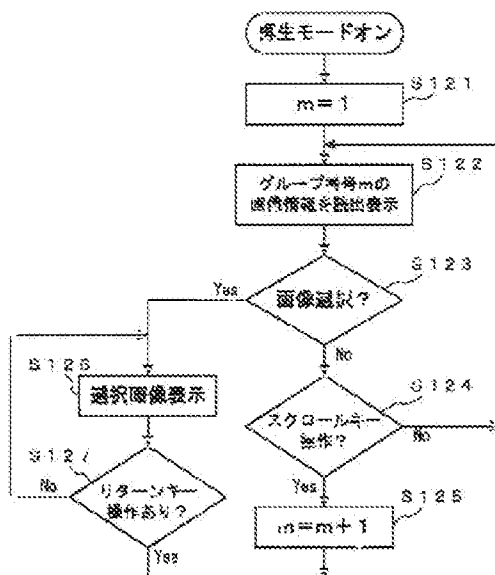 再生モードオン
S121
m=1
S122
グループ番号mの
画像情報を読出表示
S123
画像選択?
Yes
No
S126
選択画像表示
S124
スクロールキー
操作?
No
S127
リターンキー
操作あり?
No
Yes
Yes
S125
m=m+1